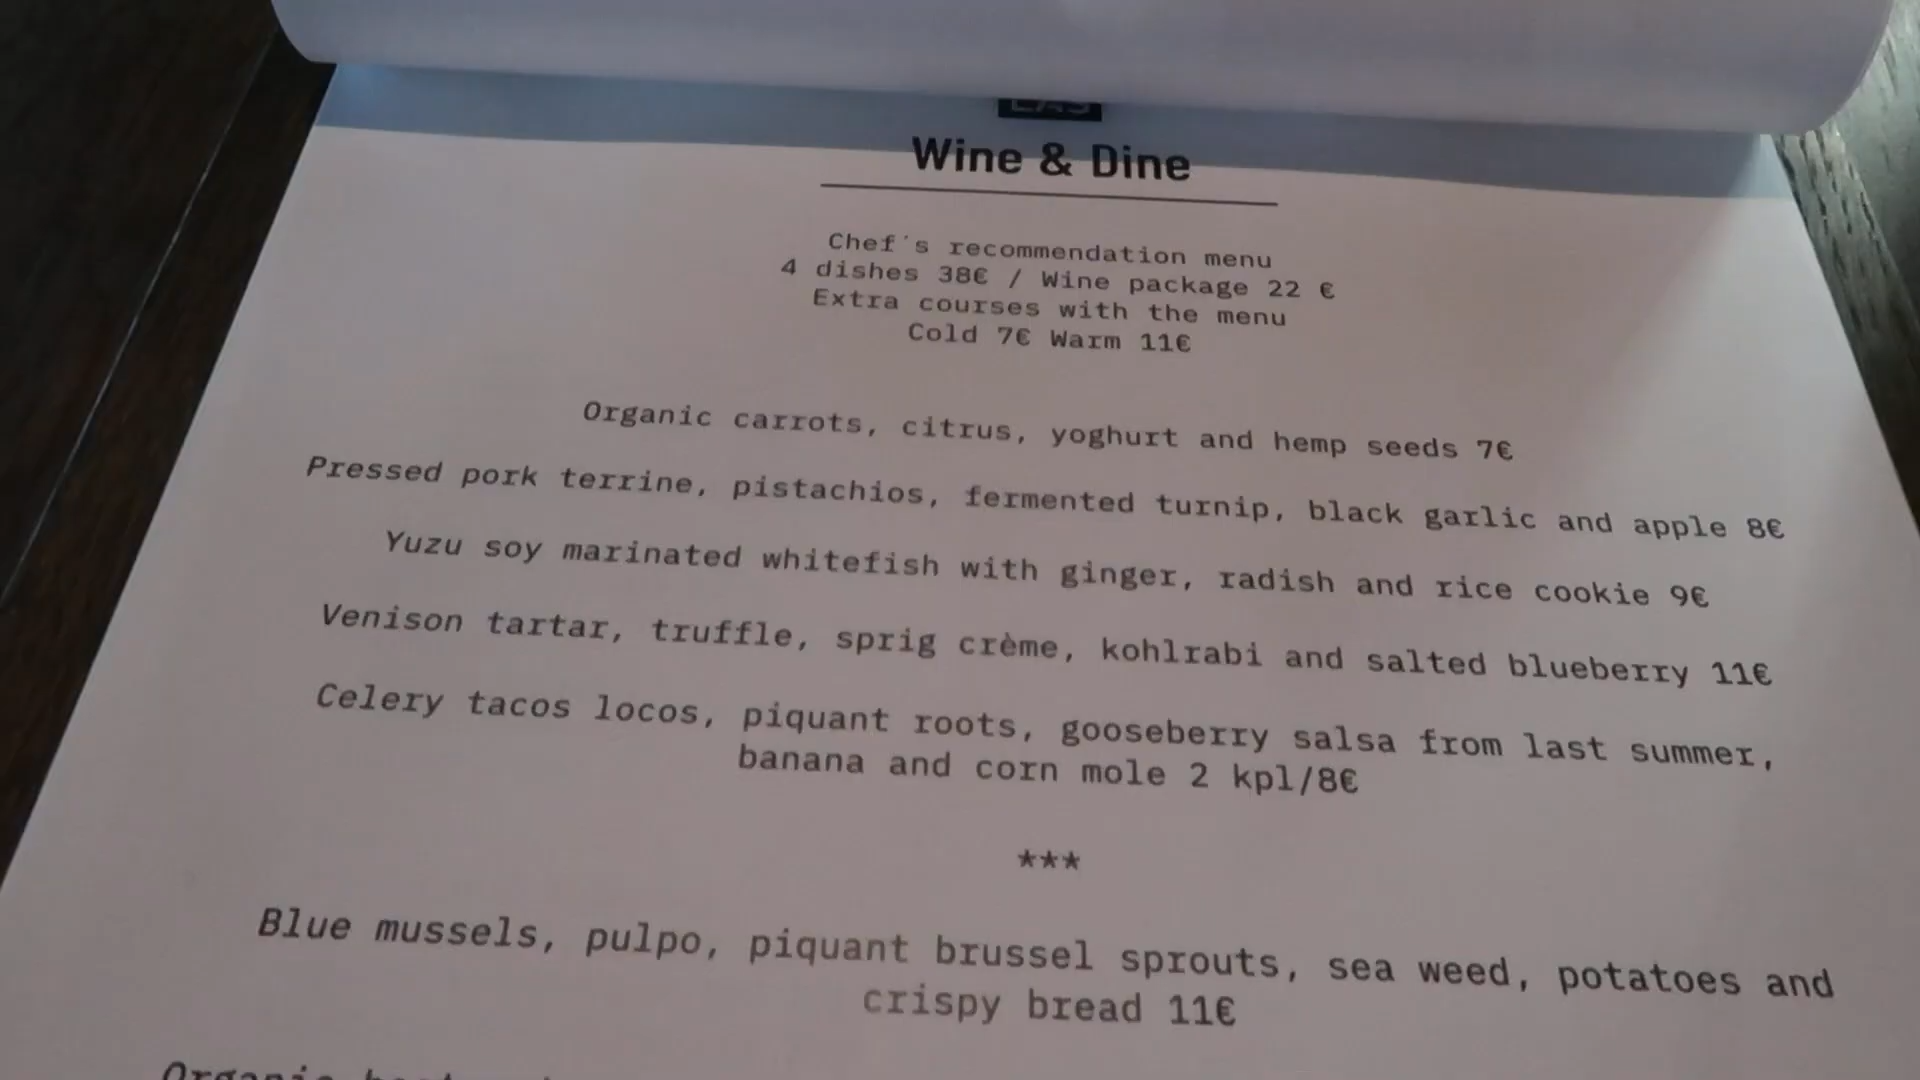 Wine & Dine
Chef´s recommendation menu
4 dishes 38€ / Wine package 22 €
Extra courses with the menu
Cold 7€ Warm 11€
Organic carrots, citrus, yoghurt and hemp seeds 7€
Pressed pork terrine, pistachios, fermented turnip, black garlic and apple 8€
Yuzu soy marinated whitefish with ginger, radish and rice cookie 9€
Venison tartar, truffle, sprig crème, kohlrabi and salted blueberry 11€
Celery tacos locos, piquant roots, gooseberry salsa from last summer,
banana and corn mole 2 kpl/8€
***
Blue mussels, pulpo, piquant brussel sprouts, sea weed, potatoes and
crispy bread 11€
Organic